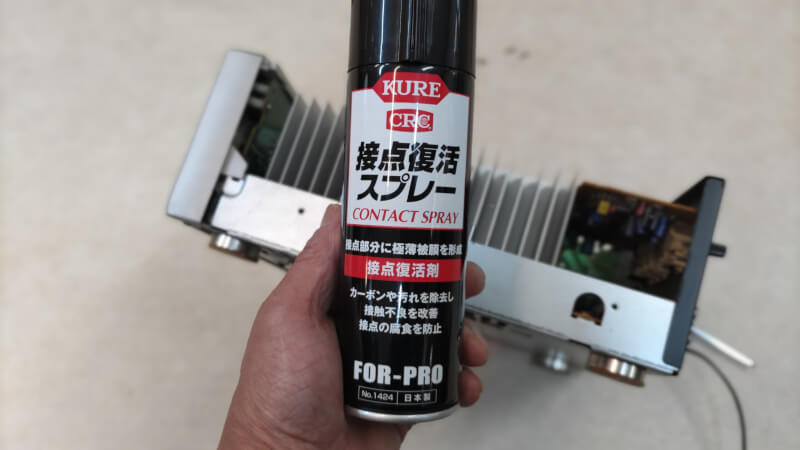 KURE
CRC
接点復活
スプレー
CONTACT SPRAY
接点部分に極薄被膜を形成
接点復活剤
カーボンや汚れを除去し
接触不良を改善
接点の腐食を防止
FOR-PRO
No.1424 日本製